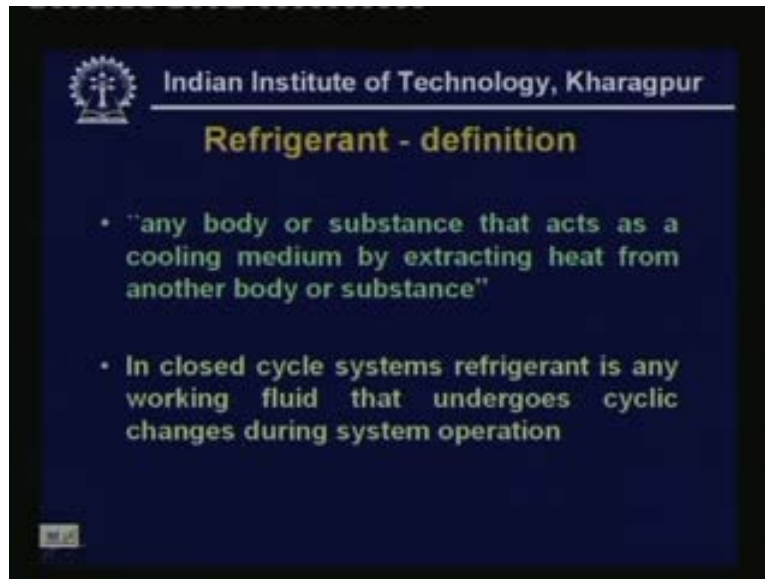 Indian Institute of Technology, Kharagpur
Refrigerant - definition
• ¨any body or substance that acts as a
cooling medium by extracting heat from
another body or substance¨
• In closed cycle systems refrigerant is any
working fluid that undergoes cyclic
changes during system operation